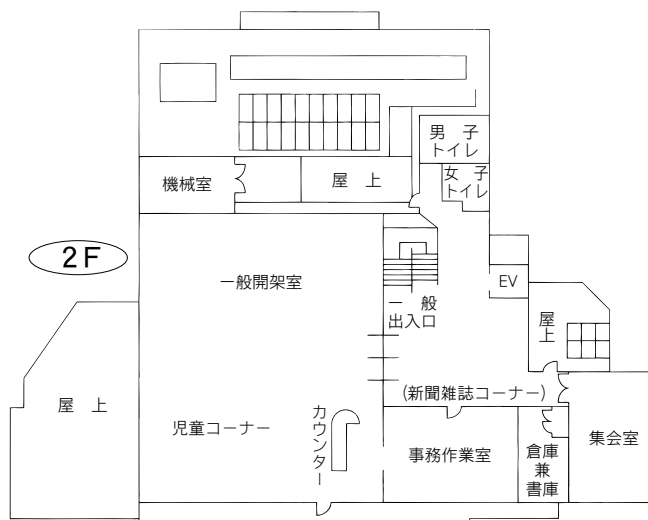 男 子
トイレ
女 子
トイレ
機械室
屋 上
2F
一般開架室
EV
一 般
出入口
屋上
(新聞雑誌コーナー)
屋 上
児童コーナー
カウンター
事務作業室
倉庫
兼
書庫
集会室